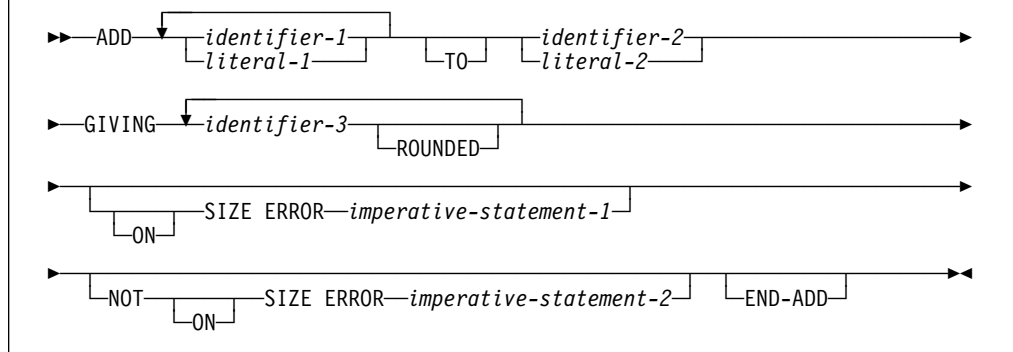 ADD identifier-1 TO identifier-2
literal-1 literal-2
GIVING identifier-3
ROUNDED
SIZE ERROR imperative-statement-1
ON
NOT SIZE ERROR imperative-statement-2 END-ADD
ON